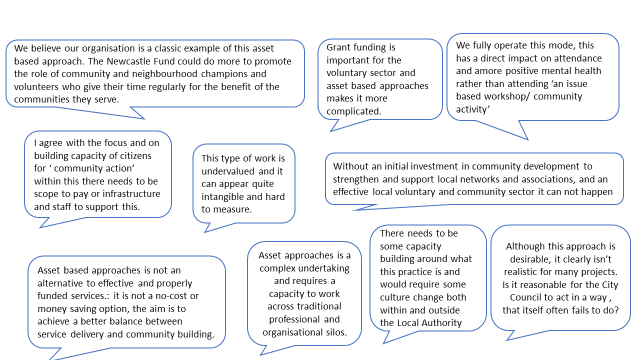 We believe our organisation is a classic example of this asset
based approach. The Newcastle Fund could do more to promote
the role of community and neighbourhood champions and
volunteers who give their time regularly for the benefit of the
communities they serve.
Grant funding is
important for the
voluntary sector and
asset based approaches
makes it more
complicated.
We fully operate this mode, this
has a direct impact on attendance
and amore positive mental health
rather than attending ‘an issue
based workshop/ community
activity’
I agree with the focus and on
building capacity of citizens
for ‘ community action’
within this there needs to be
scope to pay or infrastructure
and staff to support this.
This type of work is
undervalued and it
can appear quite
intangible and hard
to measure.
Without an initial investment in community development to
strengthen and support local networks and associations, and an
effective local voluntary and community sector it can not happen
Asset based approaches is not an
alternative to effective and properly
funded services.: it is not a no-cost or
money saving option, the aim is to
achieve a better balance between
service delivery and community building.
Asset approaches is a
complex undertaking
and requires a
capacity to work
across traditional
professional and
organisational silos.
There needs to be
some capacity
building around what
this practice is and
would require some
culture change both
within and outside
the Local Authority
Although this approach is
desirable, it clearly isn’t
realistic for many projects.
Is it reasonable for the City
Council to act in a way ,
that itself often fails to do?